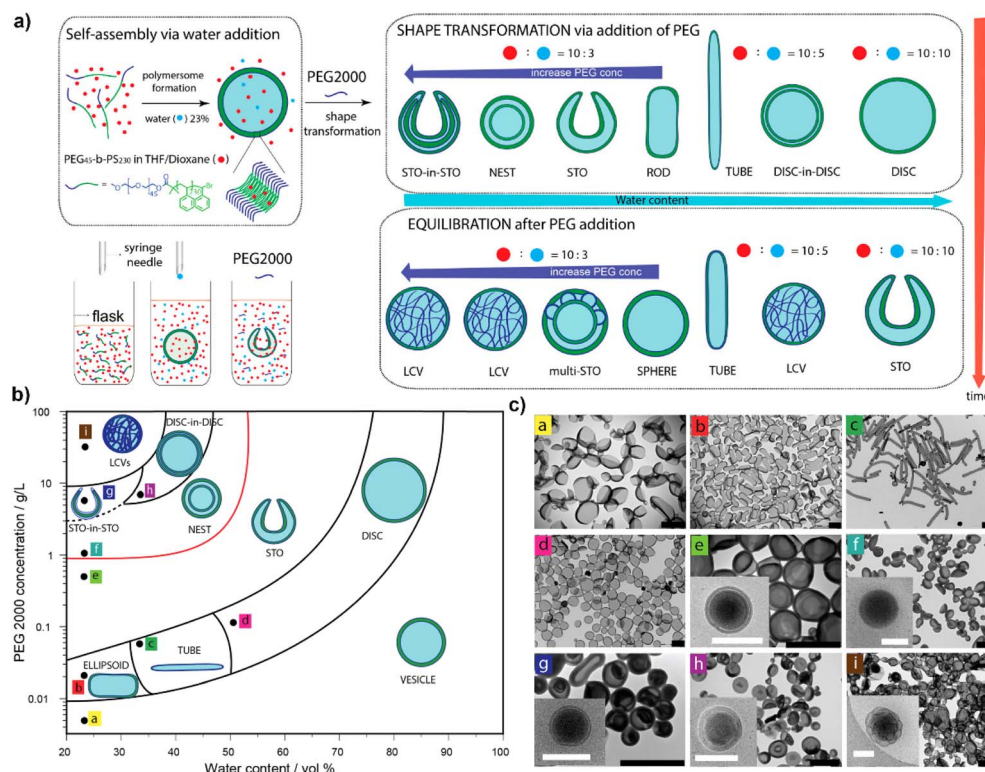 a)
Self-assembly via water addition
polymersome
formation
water ( ) 23%
PEG45-b-PS230 in THF/Dioxane ( )
PEG2000
shape
transformation
syringe
needle
flask
PEG2000
SHAPE TRANSFORMATION via addition of PEG
: = 10 : 3
: = 10 : 5
: = 10 : 10
increase PEG conc
STO-in-STO
NEST
STO
ROD
TUBE
DISC-in-DISC
DISC
Water content
EQUILIBRATION after PEG addition
: = 10 : 3
: = 10 : 5
: = 10 : 10
increase PEG conc
LCV
LCV
multi-STO
SPHERE
TUBE
LCV
STO
time
b)
PEG 2000 concentration / g/L
100
10
1
0.1
0.01
20 30 40 50 60 70 80 90 100
Water content / vol %
i
LCVs
DISC-in-DISC
g
h
STO-in-STO
NEST
f
e
STO
DISC
d
c
TUBE
ELLIPSOID
b
a
VESICLE
c)
a
b
c
d
e
f
g
h
i